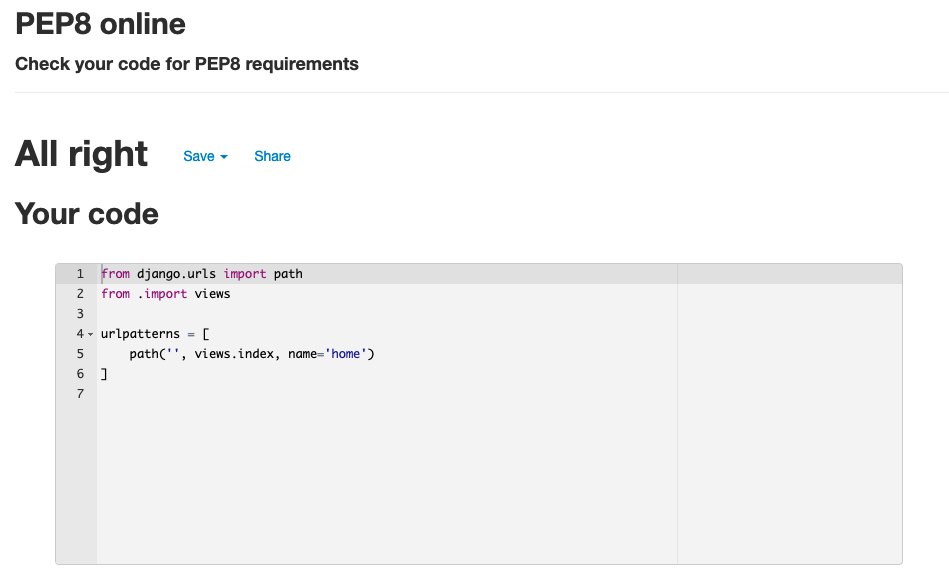 PEP8 online
Check your code for PEP8 requirements
All right Save Share
Your code
1 from django.urls import path
2 from .import views
3
4 urlpatterns = [
5     path('', views.index, name='home')
6 ]
7